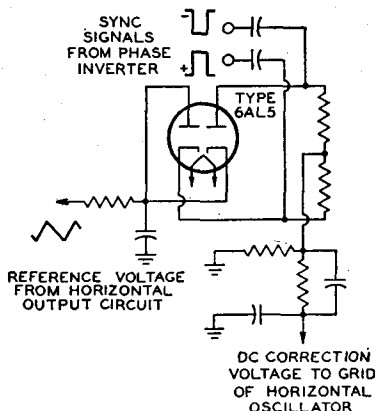 SYNC
SIGNALS
FROM PHASE
INVERTER
−
+
TYPE
6AL5
REFERENCE VOLTAGE
FROM HORIZONTAL
OUTPUT CIRCUIT
DC CORRECTION
VOLTAGE TO GRID
OF HORIZONTAL
OSCILLATOR